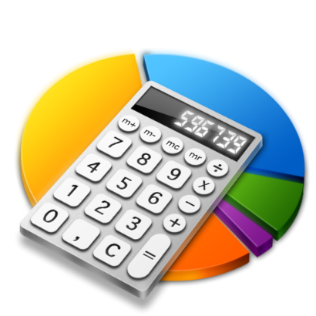 596739
m+ m- mc mr ÷
7 8 9 x
4 5 6 −
1 2 3 +
0 , C =